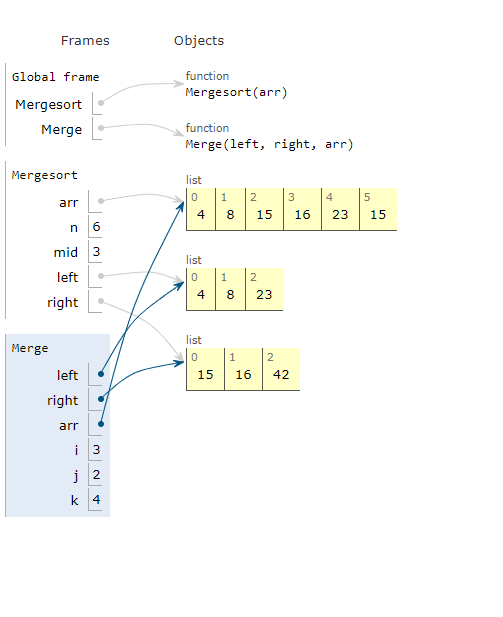 Frames Objects
Global frame
Mergesort
Merge
function
Mergesort(arr)
function
Merge(left, right, arr)
Mergesort
arr
n 6
mid 3
left
right
list
0 1 2 3 4 5
4 8 15 16 23 15
list
0 1 2
4 8 23
list
0 1 2
15 16 42
Merge
left
right
arr
i 3
j 2
k 4